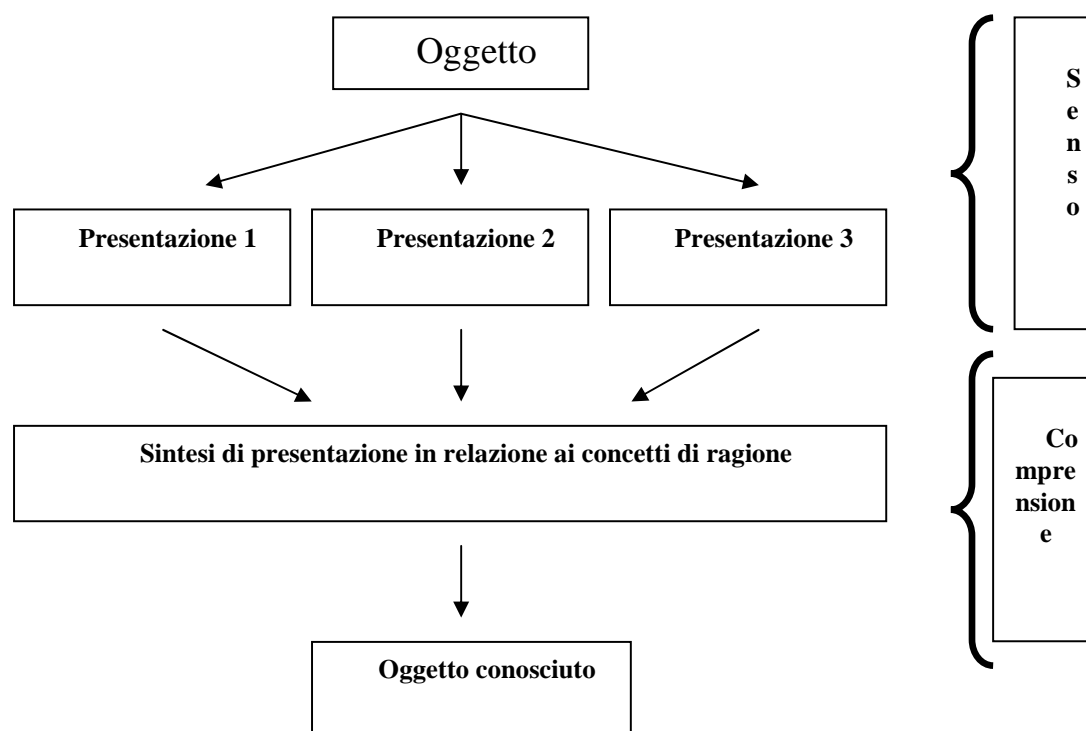 Oggetto
S
e
n
s
o
Presentazione 1
Presentazione 2
Presentazione 3
Sintesi di presentazione in relazione ai concetti di ragione
Co
mpre
nsion
e
Oggetto conosciuto